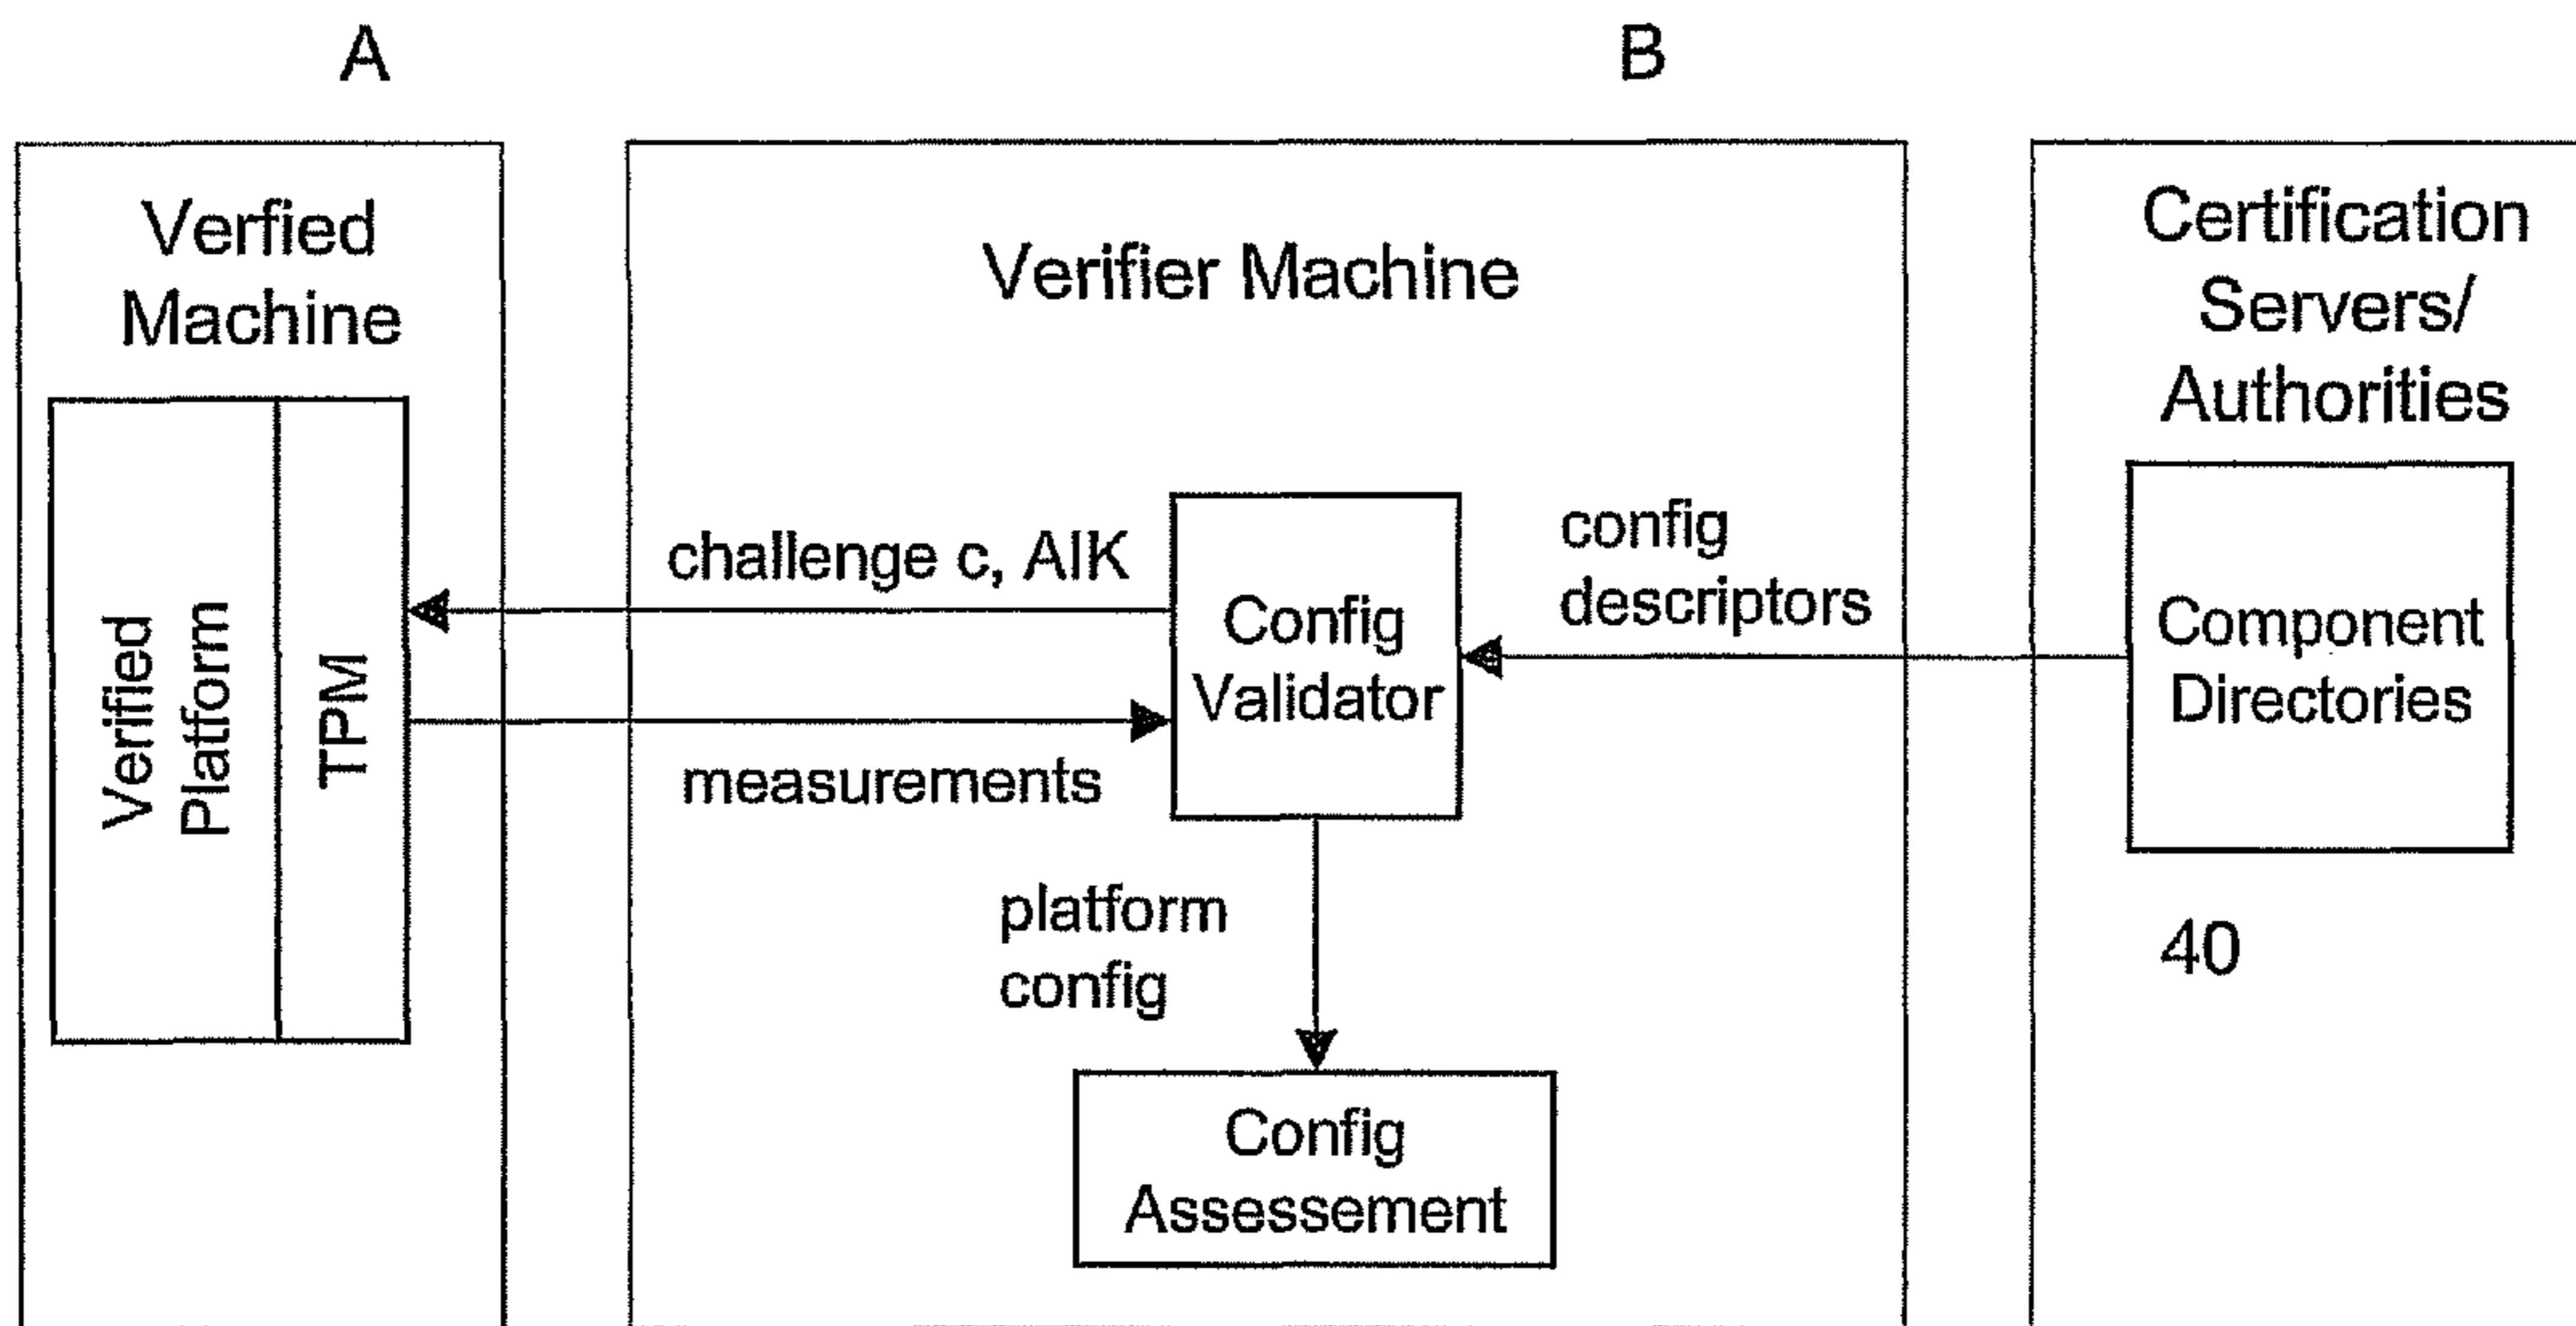 A
B
Verfied
Machine
Verified
Platform
TPM
Verifier Machine
challenge c, AIK
measurements
Config
Validator
config
descriptors
platform
config
Config
Assessement
Certification
Servers/
Authorities
Component
Directories
40